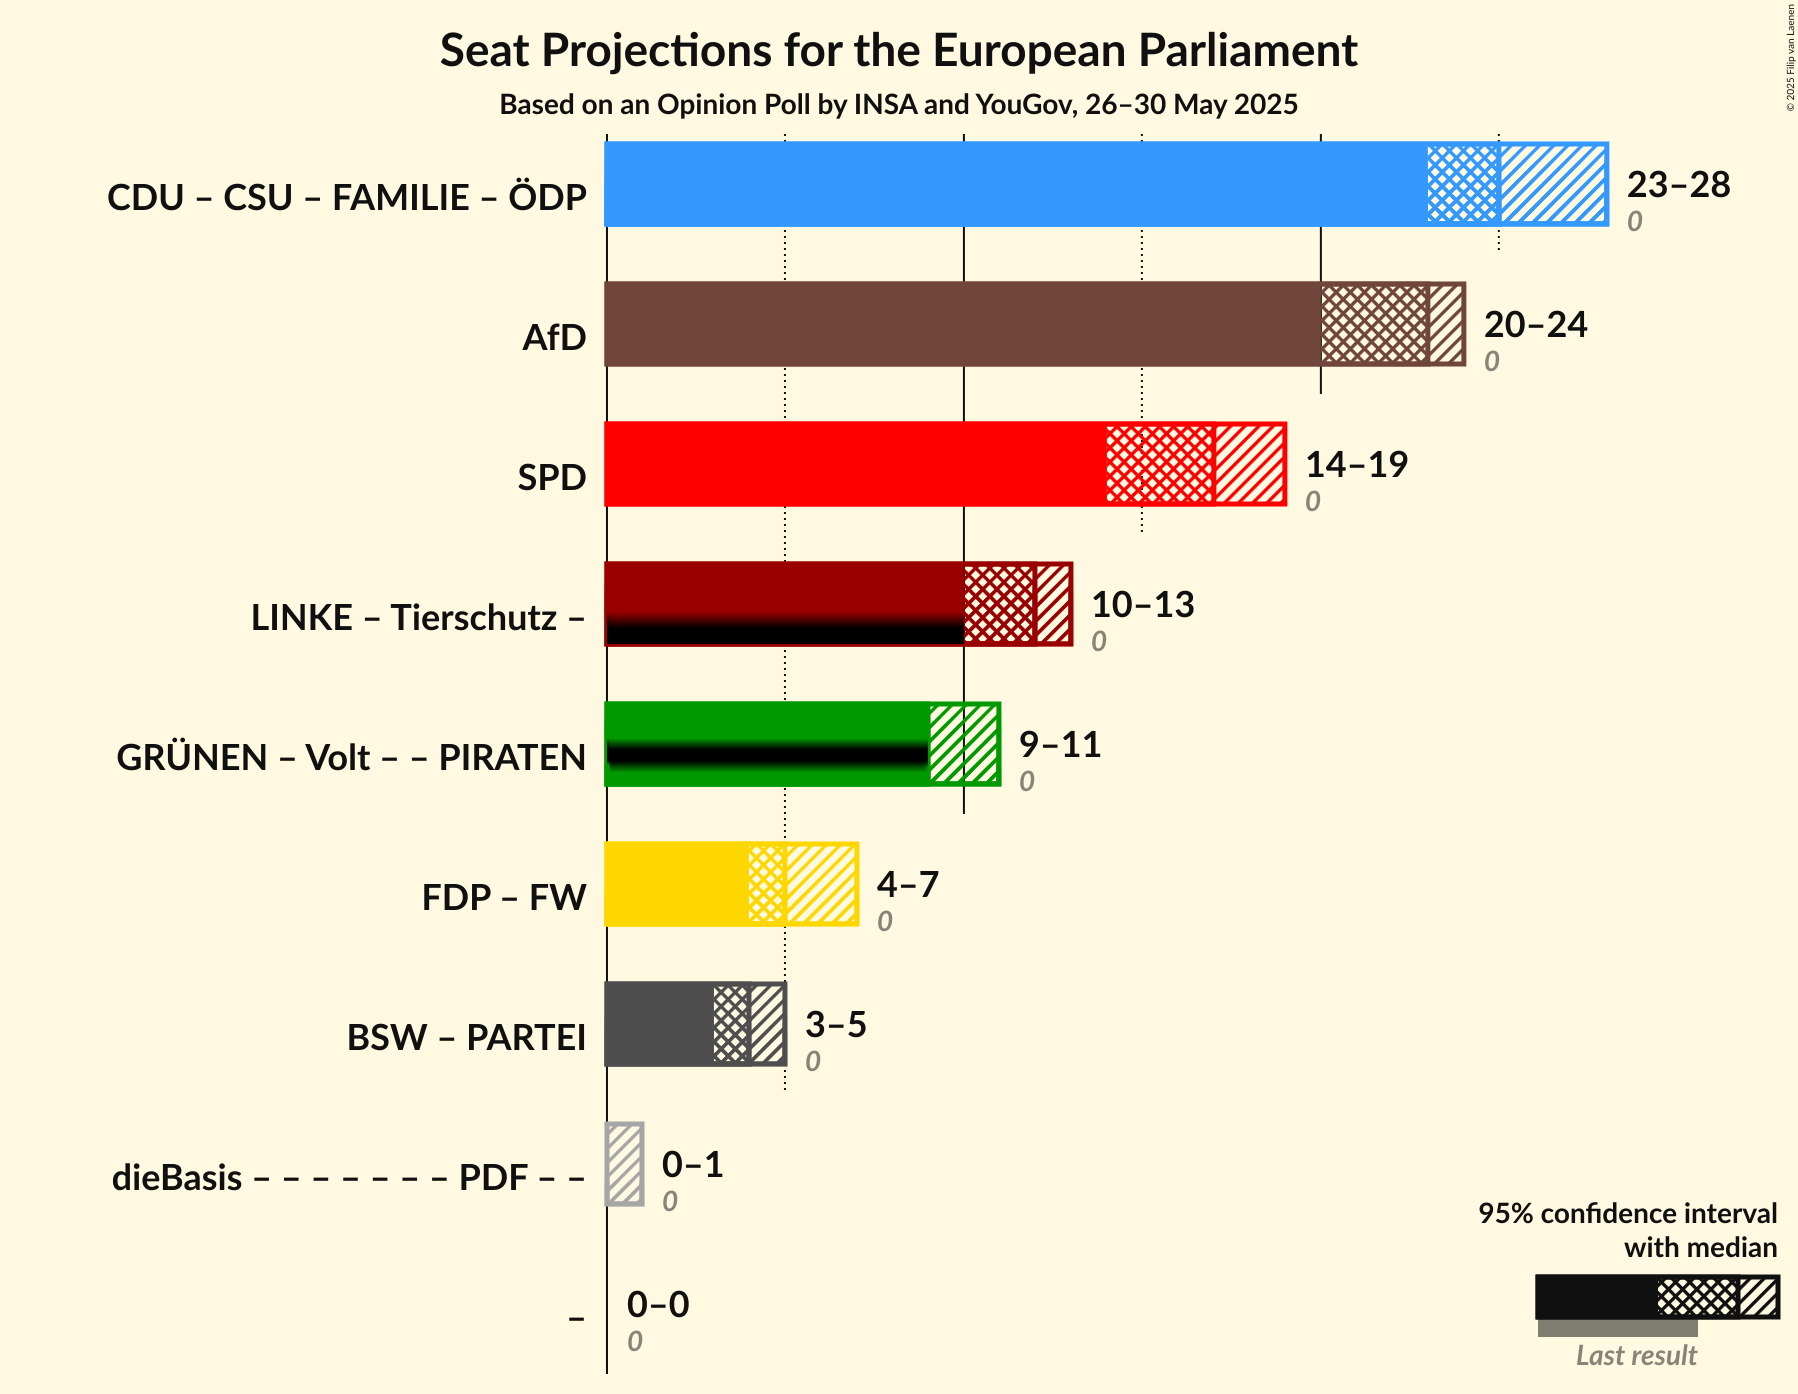 Seat Projections for the European Parliament
Based on an Opinion Poll by INSA and YouGov, 26–30 May 2025
© 2025 Filip van Laenen
CDU – CSU – FAMILIE – ÖDP
23–28
0
AfD
20–24
0
SPD
14–19
0
LINKE – Tierschutz –
10–13
0
GRÜNEN – Volt – – PIRATEN
9–11
0
FDP – FW
4–7
0
BSW – PARTEI
3–5
0
dieBasis – – – – – – – PDF – –
0–1
0
–
0–0
0
95% confidence interval
with median
Last result